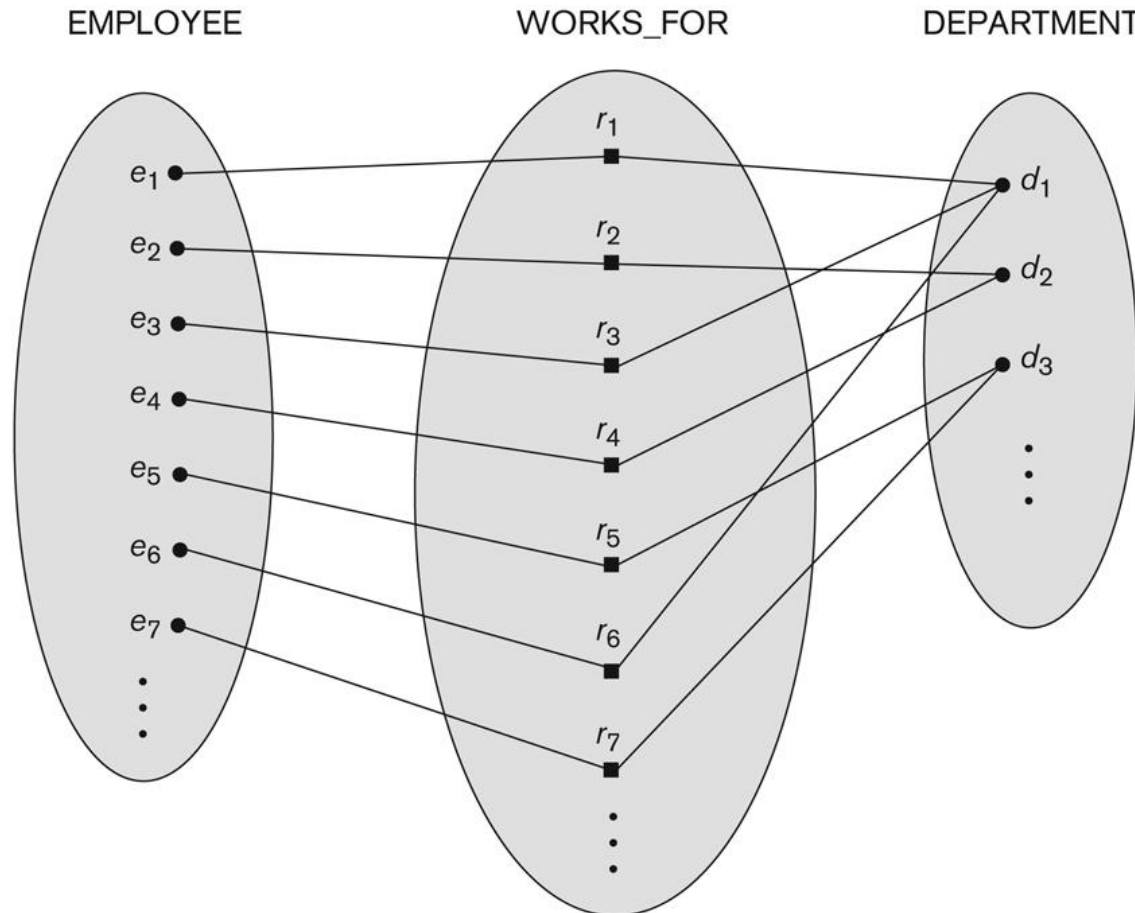 EMPLOYEE WORKS_FOR DEPARTMENT
e₁
e₂
e₃
e₄
e₅
e₆
e₇
r₁
r₂
r₃
r₄
r₅
r₆
r₇
d₁
d₂
d₃